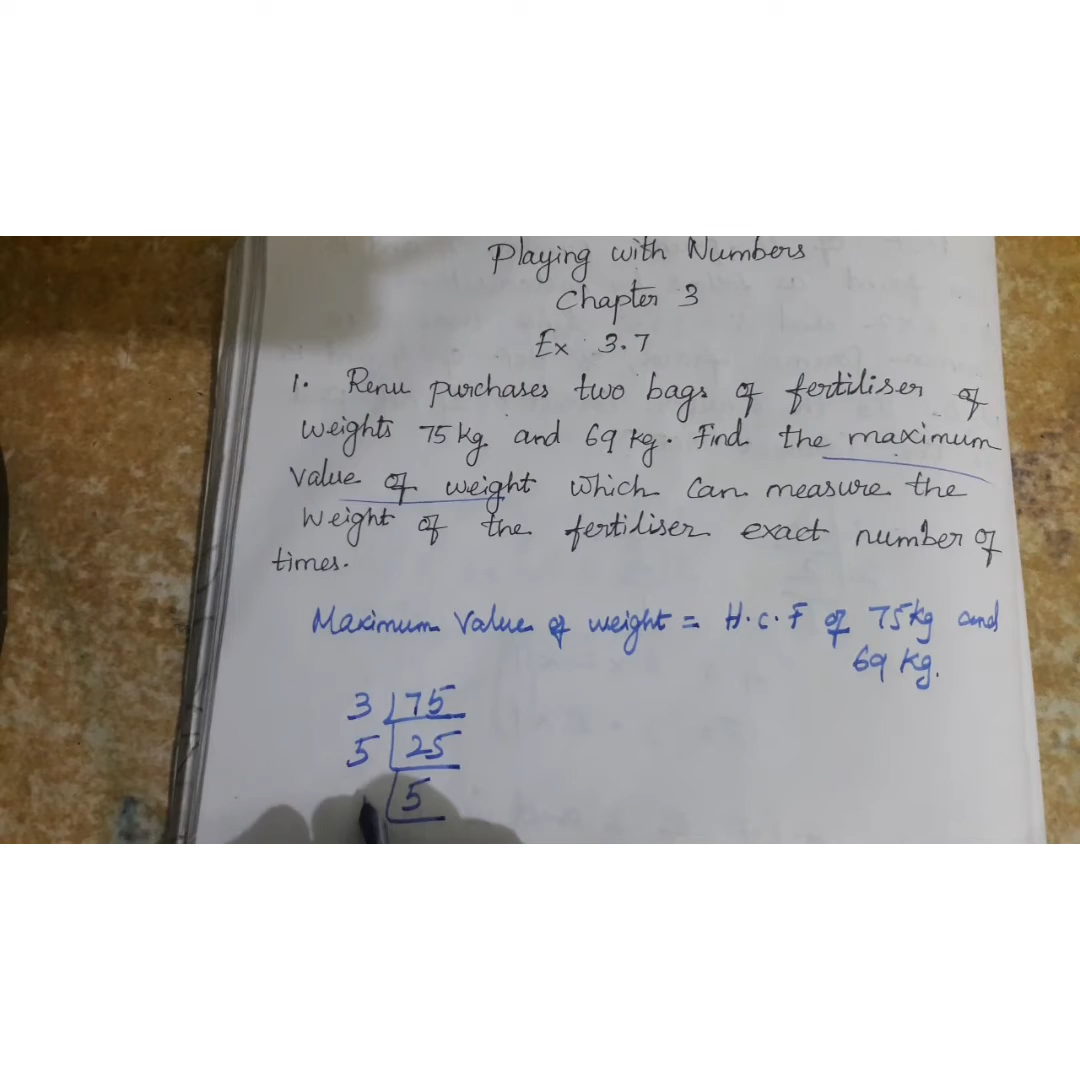 Playing with Numbers
Chapter 3
Ex 3.7
1. Renu purchases two bags of fertiliser of
weights 75 kg and 69 kg. Find the maximum
value of weight which can measure the
weight of the fertiliser exact number of
times.
Maximum Value of weight = H.C.F of 75kg and
69 kg.
3 75
5 25
5